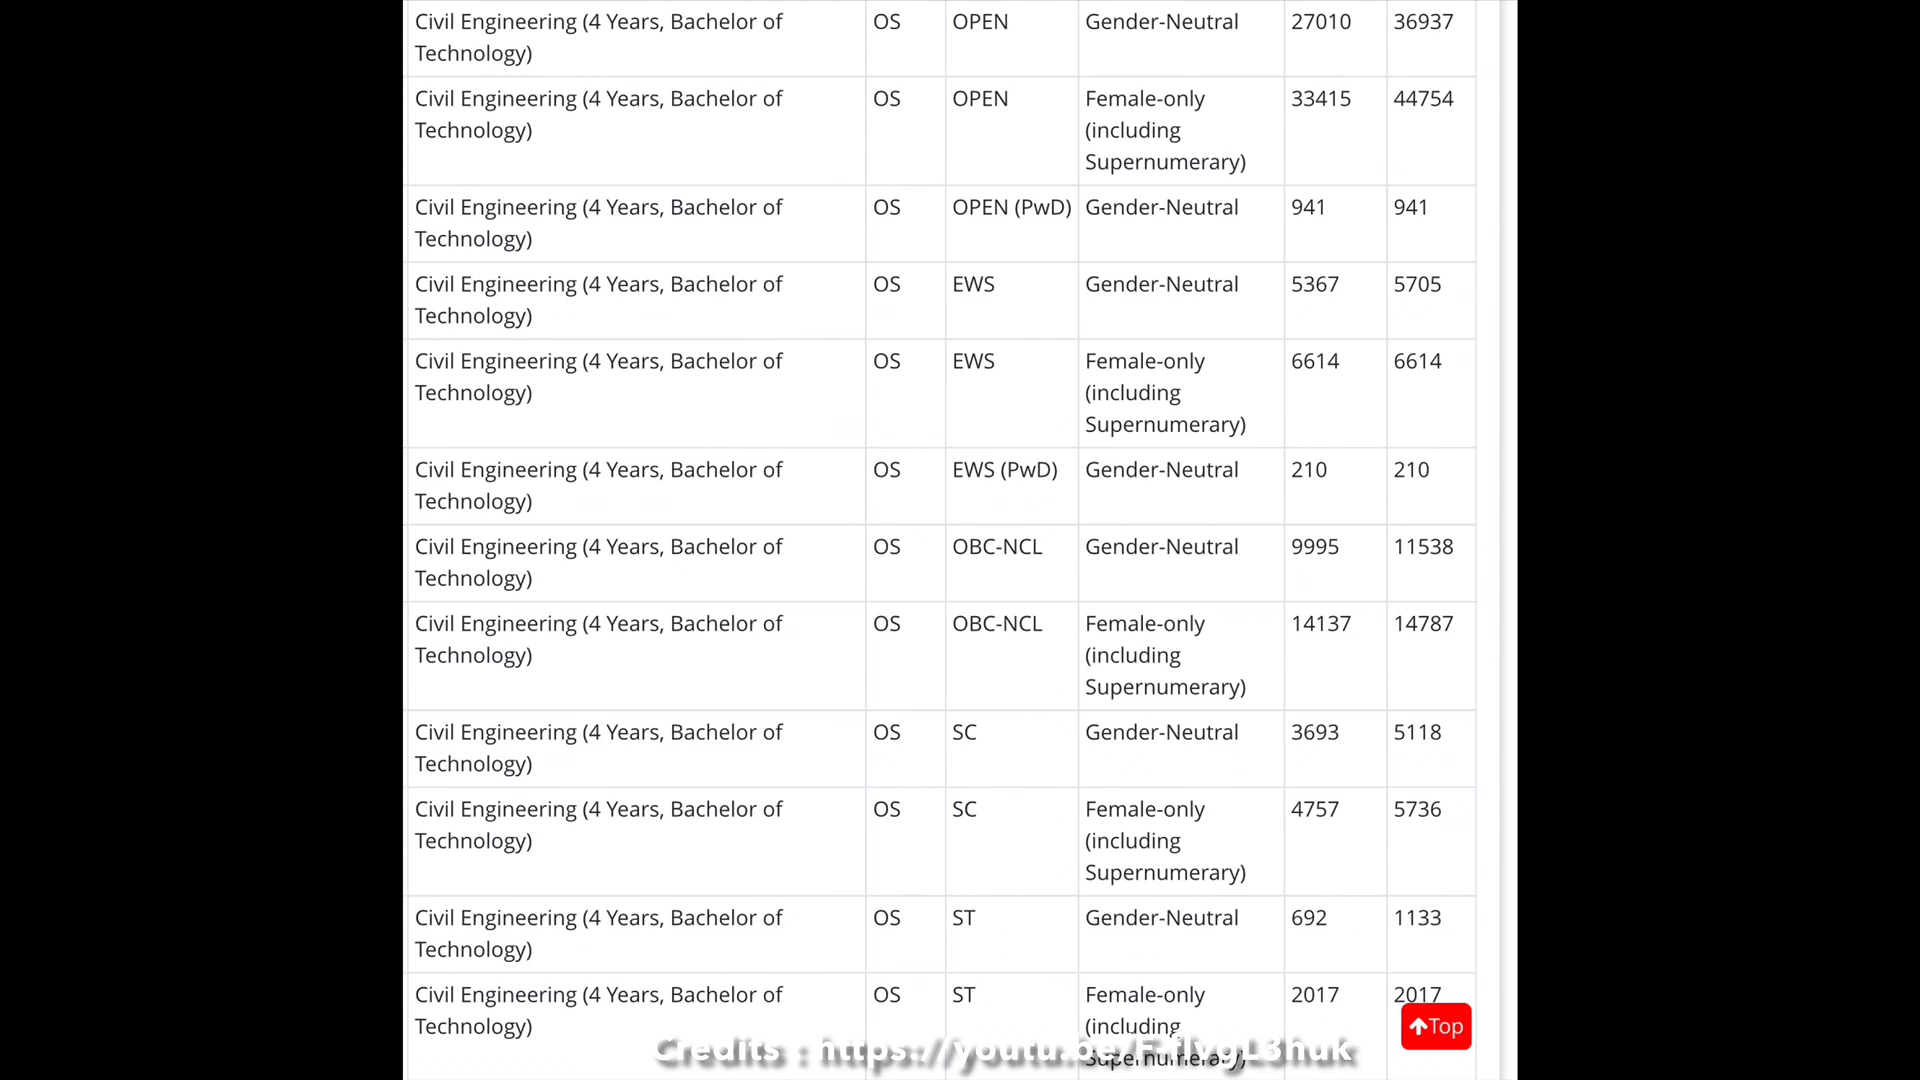 Civil Engineering (4 Years, Bachelor of Technology) OS OPEN Gender-Neutral 27010 36937
Civil Engineering (4 Years, Bachelor of Technology) OS OPEN Female-only (including Supernumerary) 33415 44754
Civil Engineering (4 Years, Bachelor of Technology) OS OPEN (PwD) Gender-Neutral 941 941
Civil Engineering (4 Years, Bachelor of Technology) OS EWS Gender-Neutral 5367 5705
Civil Engineering (4 Years, Bachelor of Technology) OS EWS Female-only (including Supernumerary) 6614 6614
Civil Engineering (4 Years, Bachelor of Technology) OS EWS (PwD) Gender-Neutral 210 210
Civil Engineering (4 Years, Bachelor of Technology) OS OBC-NCL Gender-Neutral 9995 11538
Civil Engineering (4 Years, Bachelor of Technology) OS OBC-NCL Female-only (including Supernumerary) 14137 14787
Civil Engineering (4 Years, Bachelor of Technology) OS SC Gender-Neutral 3693 5118
Civil Engineering (4 Years, Bachelor of Technology) OS SC Female-only (including Supernumerary) 4757 5736
Civil Engineering (4 Years, Bachelor of Technology) OS ST Gender-Neutral 692 1133
Civil Engineering (4 Years, Bachelor of Technology) OS ST Female-only (including Supernumerary) 2017 2017
Top
Credits :